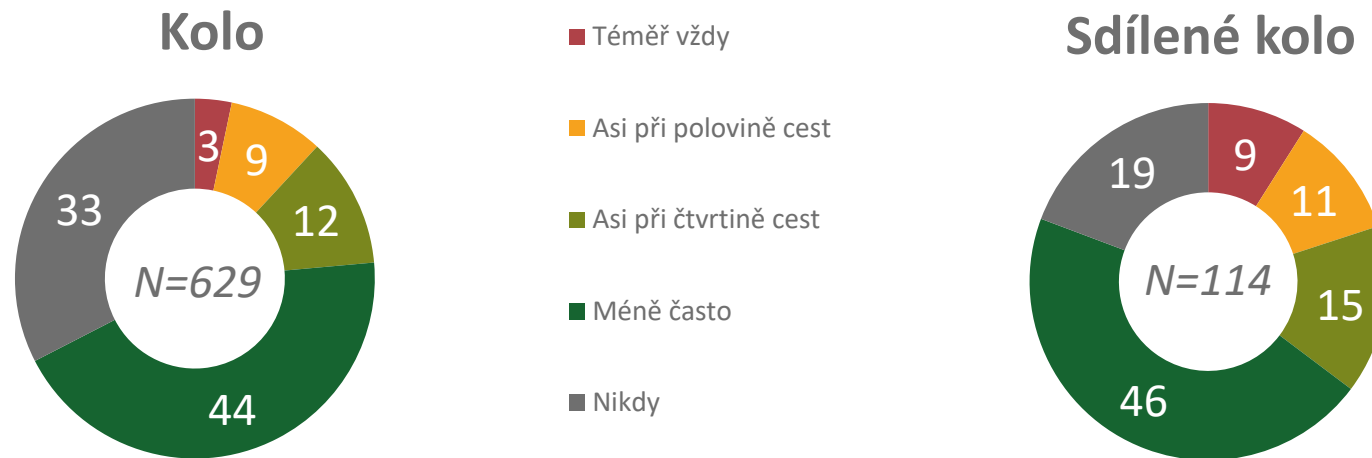 Kolo
3
9
12
44
33
N=629
Téměř vždy
Asi při polovině cest
Asi při čtvrtině cest
Méně často
Nikdy
Sdílené kolo
9
11
15
46
19
N=114